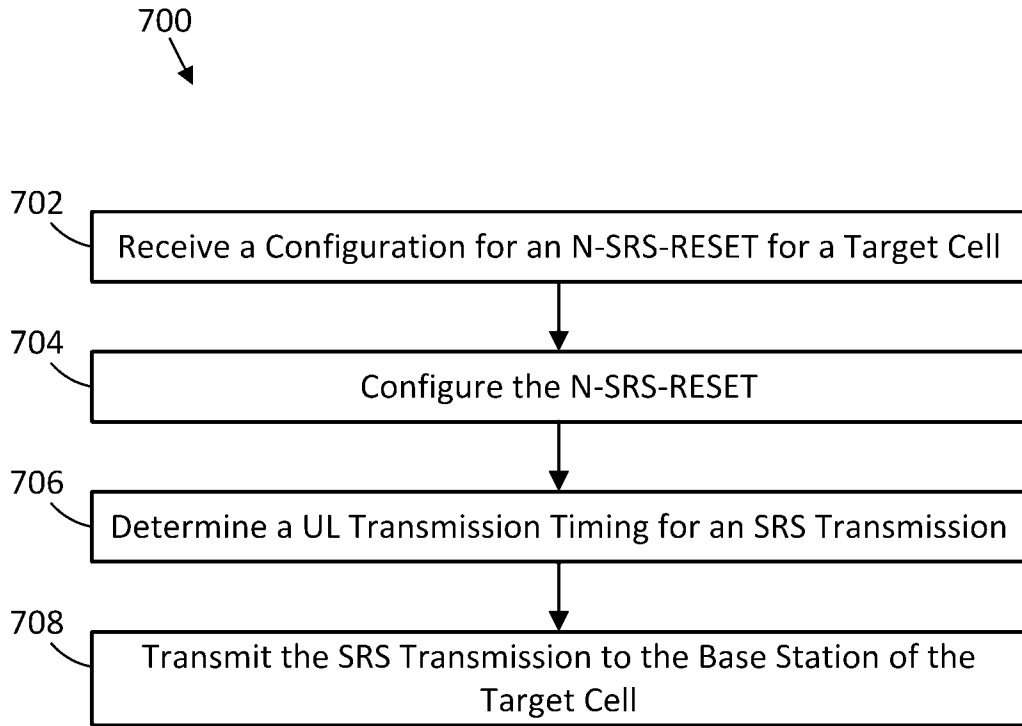 700
702
Receive a Configuration for an N-SRS-RESET for a Target Cell
704
Configure the N-SRS-RESET
706
Determine a UL Transmission Timing for an SRS Transmission
708
Transmit the SRS Transmission to the Base Station of the
Target Cell